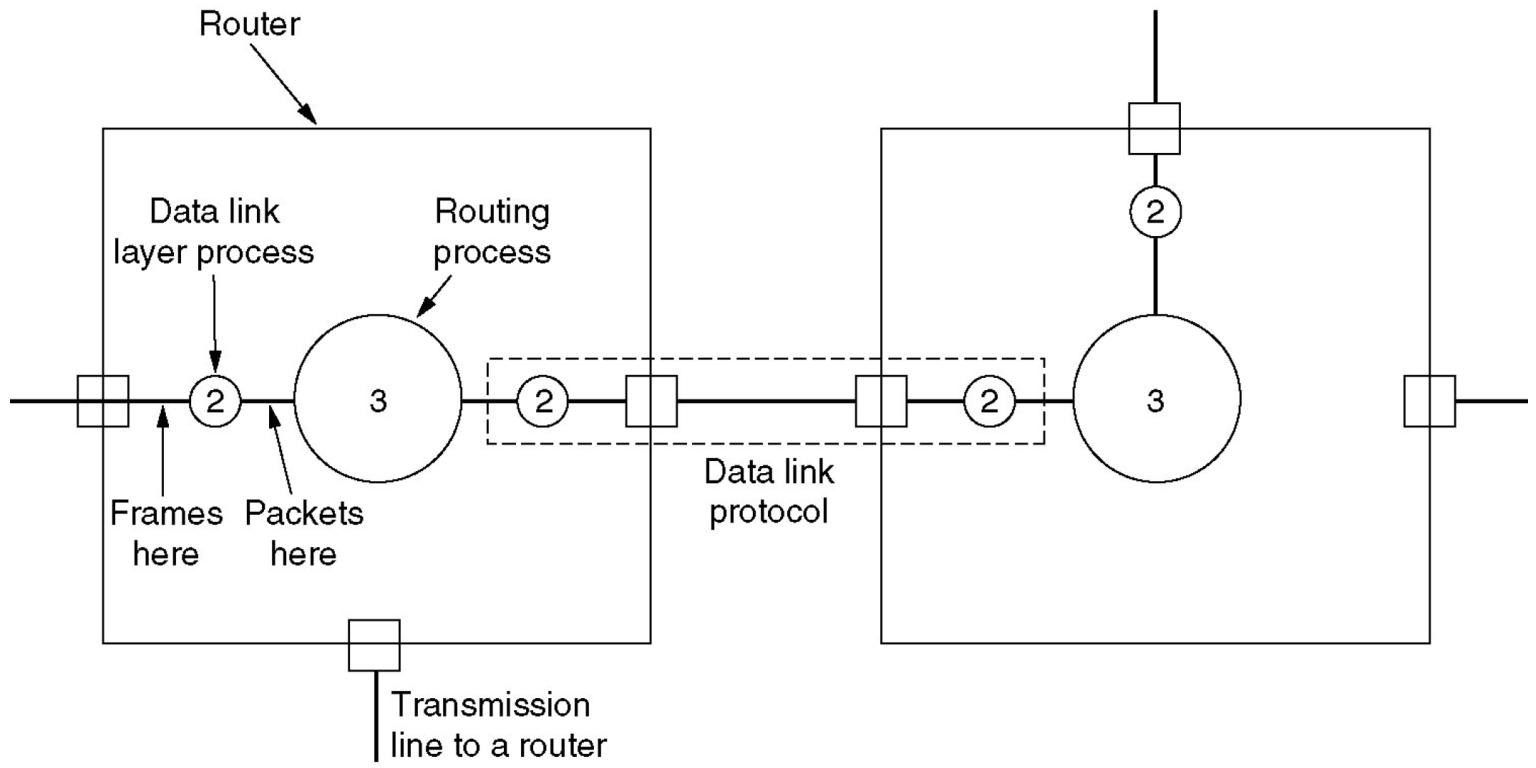 Router
Data link
layer process
Routing
process
2
2
3
2
2
3
Frames
here
Packets
here
Data link
protocol
Transmission
line to a router